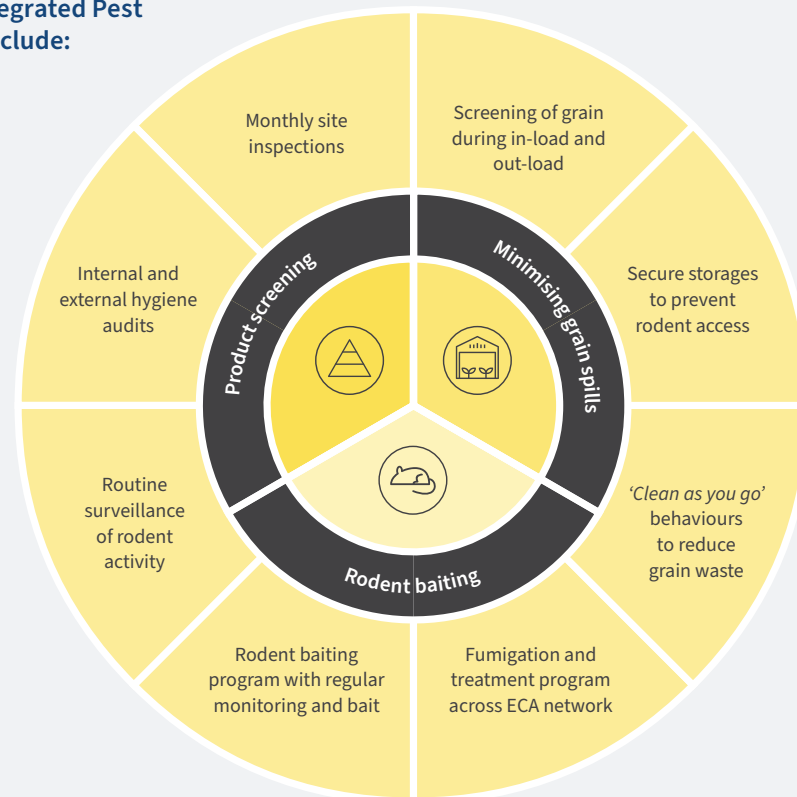 egrated Pest
clude:
Monthly site
inspections
Screening of grain
during in-load and
out-load
Secure storages
to prevent
rodent access
‘Clean as you go’
behaviours
to reduce
grain waste
Fumigation and
treatment program
across ECA network
Rodent baiting
program with regular
monitoring and bait
Routine
surveillance
of rodent
activity
Internal and
external hygiene
audits
Product screening
Minimising grain spills
Rodent baiting